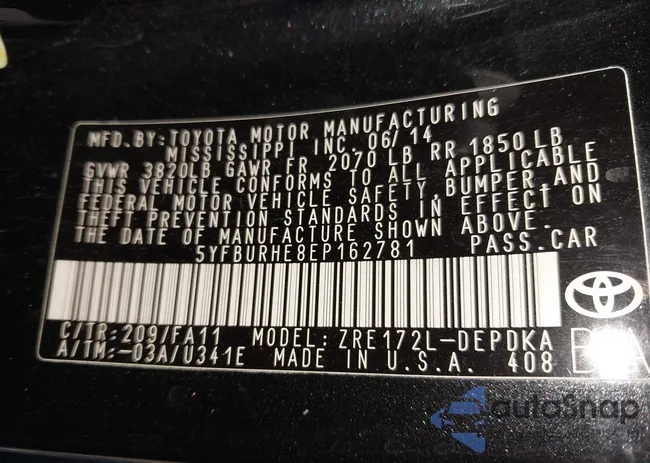 MFD.BY:TOYOTA MOTOR MANUFACTURING
MISSISSIPPI INC. 06/14
GVWR 3820LB GAWR FR 2070 LB RR 1850 LB
THIS VEHICLE CONFORMS TO ALL APPLICABLE
FEDERAL MOTOR VEHICLE SAFETY, BUMPER, AND
THEFT PREVENTION STANDARDS IN EFFECT ON
THE DATE OF MANUFACTURE SHOWN ABOVE.
5YFBURHE8EP162781 PASS.CAR
C/TR:209/FA11 MODEL:ZRE172L-DEPDKA
A/TM:-03A/U341E MADE IN U.S.A. 408
autoSnap